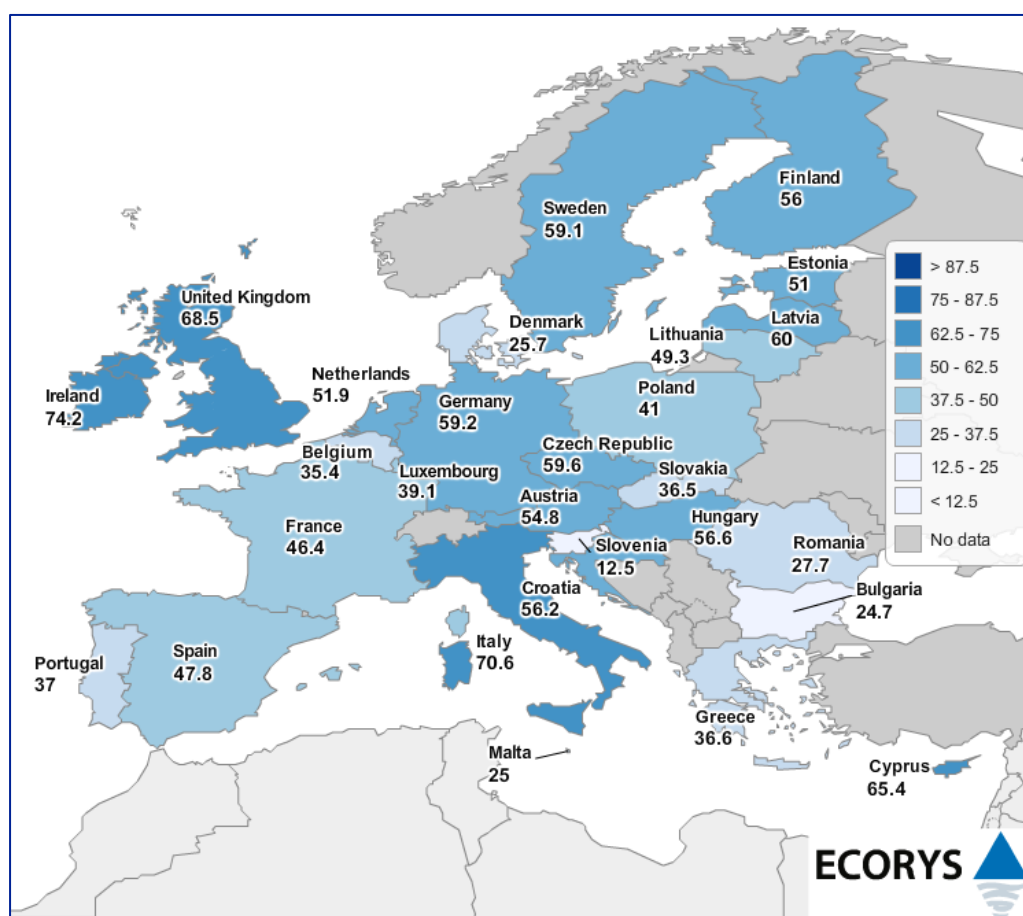 Finland
56
Sweden
59.1
Estonia
51
United Kingdom
68.5
Latvia
60
Denmark
25.7
Lithuania
49.3
Netherlands
51.9
Ireland
74.2
Germany
59.2
Poland
41
Belgium
35.4
Luxembourg
39.1
Czech Republic
59.6
Slovakia
36.5
Austria
54.8
Hungary
56.6
France
46.4
Slovenia
12.5
Romania
27.7
Croatia
56.2
Bulgaria
24.7
Italy
70.6
Spain
47.8
Portugal
37
Greece
36.6
Malta
25
Cyprus
65.4
> 87.5
75 - 87.5
62.5 - 75
50 - 62.5
37.5 - 50
25 - 37.5
12.5 - 25
< 12.5
No data
ECORYS